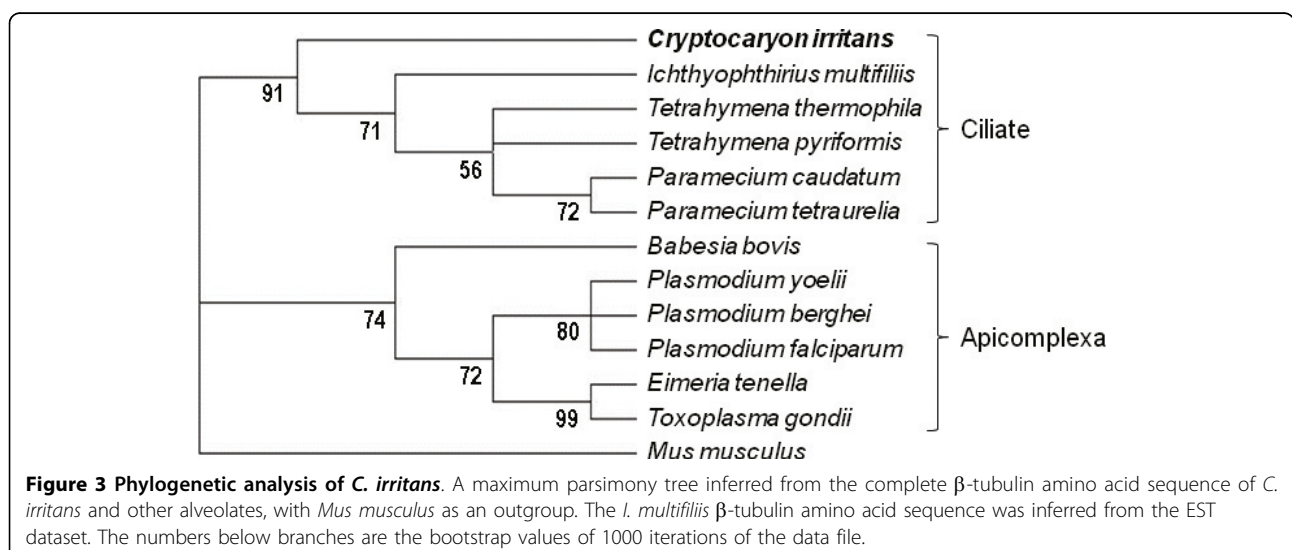 Cryptocaryon irritans
91
Ichthyophthirius multifiliis
71
Tetrahymena thermophila
Ciliate
Tetrahymena pyriformis
56
Paramecium caudatum
72
Paramecium tetraurelia
Babesia bovis
74
Plasmodium yoelii
80
Plasmodium berghei
Apicomplexa
Plasmodium falciparum
72
Eimeria tenella
99
Toxoplasma gondii
Mus musculus
Figure 3 Phylogenetic analysis of C. irritans. A maximum parsimony tree inferred from the complete β-tubulin amino acid sequence of C.
irritans and other alveolates, with Mus musculus as an outgroup. The I. multifiliis β-tubulin amino acid sequence was inferred from the EST
dataset. The numbers below branches are the bootstrap values of 1000 iterations of the data file.